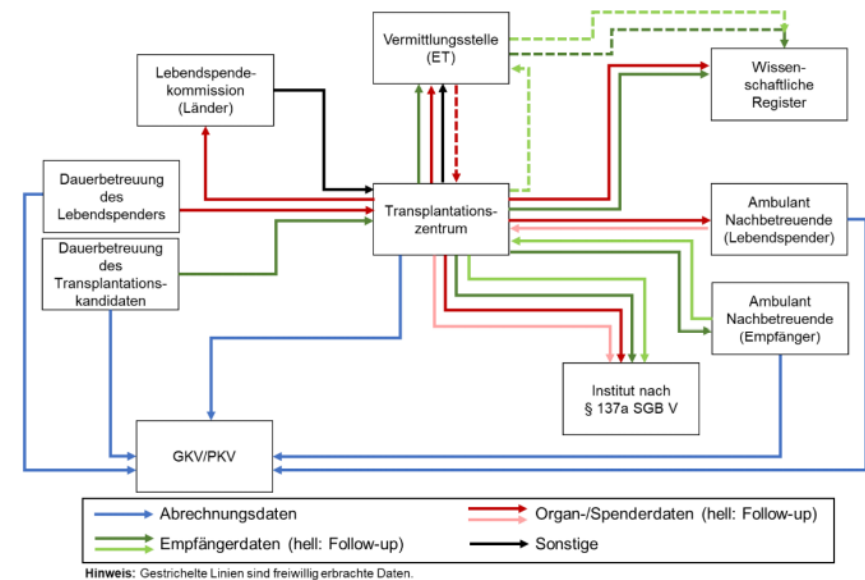 Vermittlungsstelle
(ET)
Lebendspende-
kommission
(Länder)
Wissen-
schaftliche
Register
Dauerbetreuung
des
Lebendspenders
Transplantations-
zentrum
Ambulant
Nachbetreuende
(Lebendspender)
Dauerbetreuung
des
Transplantations-
kandidaten
Ambulant
Nachbetreuende
(Empfänger)
Institut nach
§ 137a SGB V
GKV/PKV
Abrechnungsdaten
Organ-/Spenderdaten (hell: Follow-up)
Empfängerdaten (hell: Follow-up)
Sonstige
Hinweis: Gestrichelte Linien sind freiwillig erbrachte Daten.